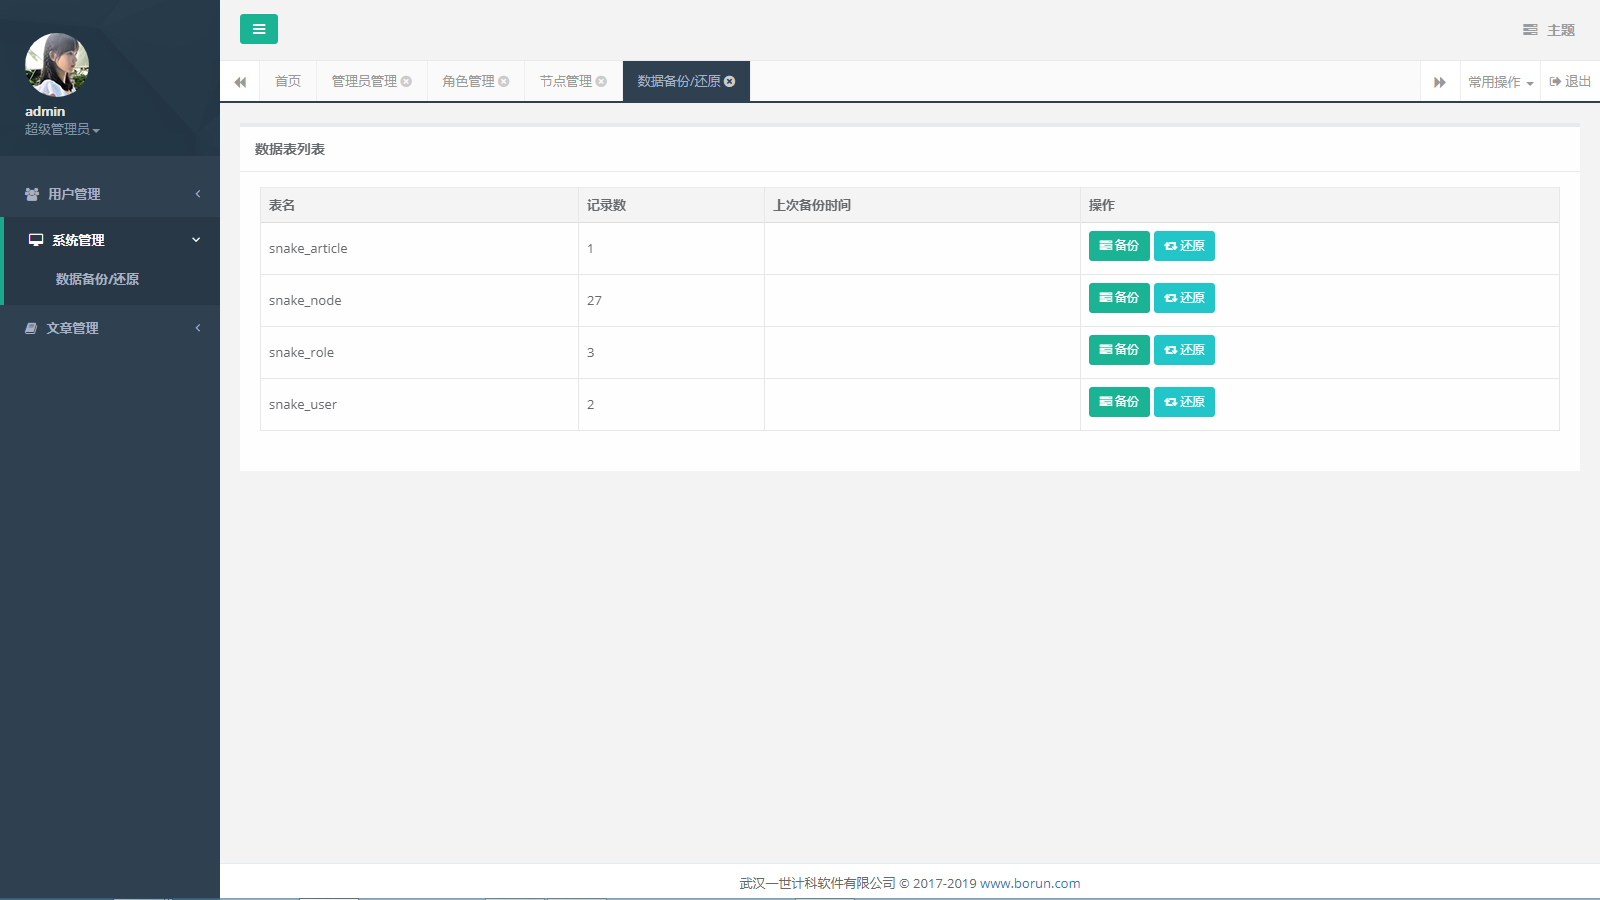 admin
超级管理员
用户管理
系统管理
数据备份/还原
文章管理
主题
首页 管理员管理 角色管理 节点管理 数据备份/还原 常用操作 退出
数据表列表
表名 记录数 上次备份时间 操作
snake_article 1 备份 还原
snake_node 27 备份 还原
snake_role 3 备份 还原
snake_user 2 备份 还原
武汉一世计科软件有限公司 © 2017-2019 www.borun.com